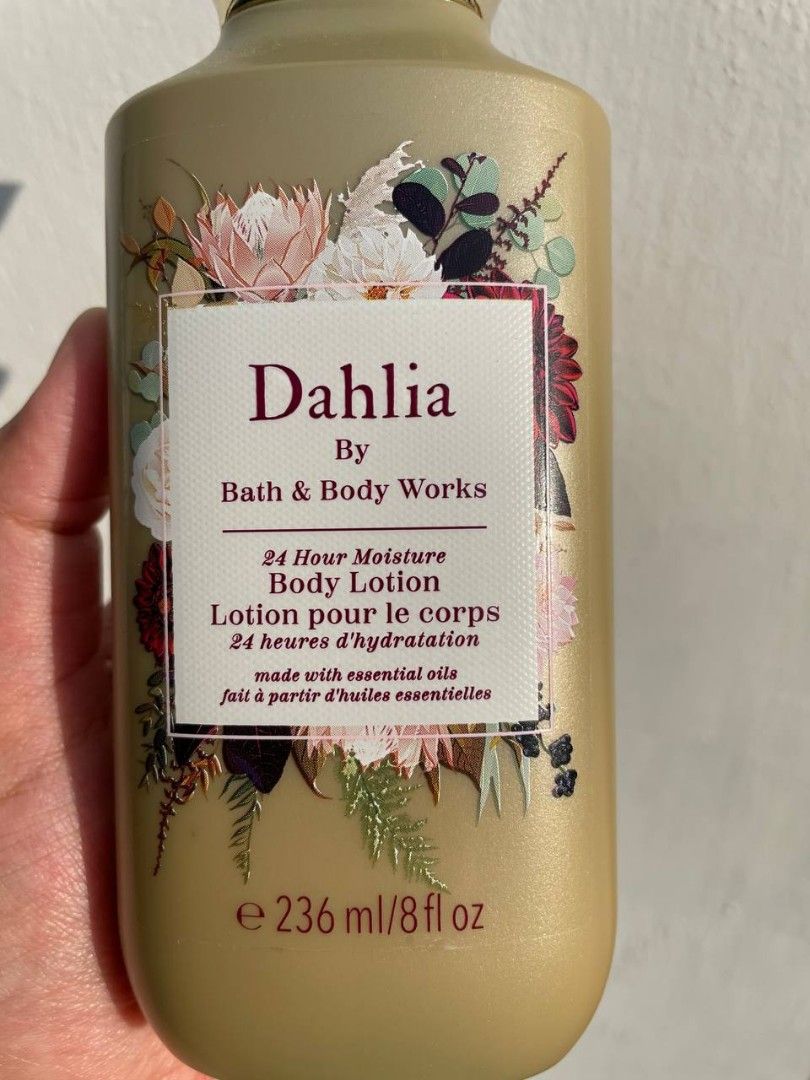 Dahlia
By
Bath & Body Works
24 Hour Moisture
Body Lotion
Lotion pour le corps
24 heures d'hydratation
made with essential oils
fait à partir d'huiles essentielles
℮ 236 ml/8 fl oz